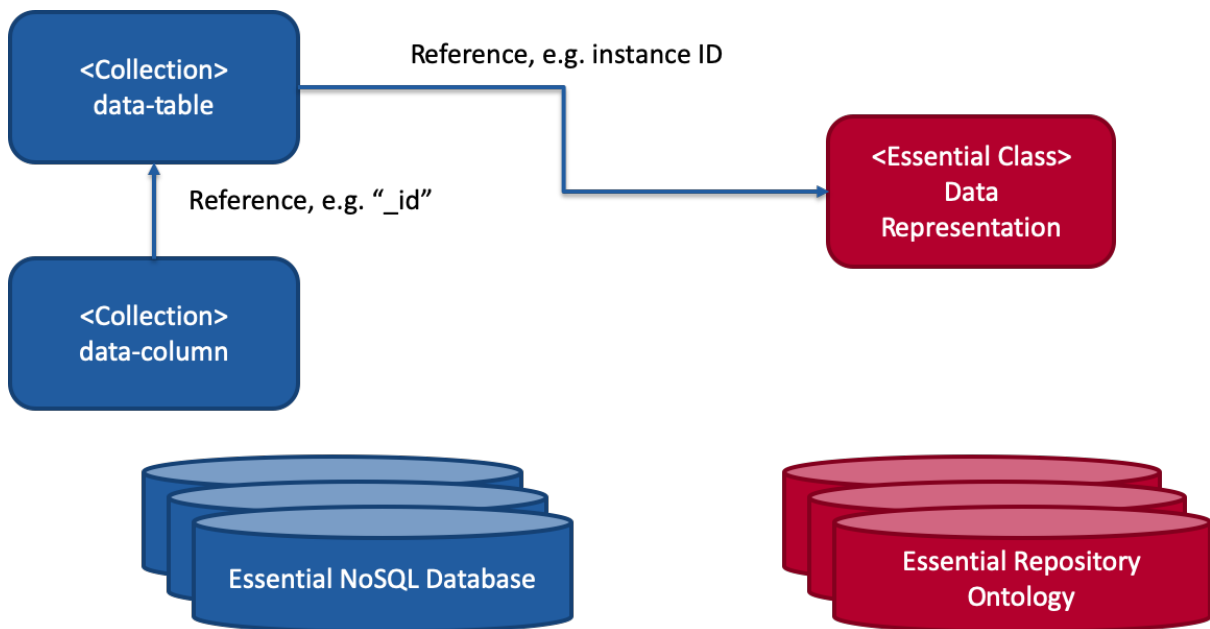 <Collection>
data-table
Reference, e.g. instance ID
<Essential Class>
Data
Representation
Reference, e.g. “_id”
<Collection>
data-column
Essential NoSQL Database
Essential Repository
Ontology